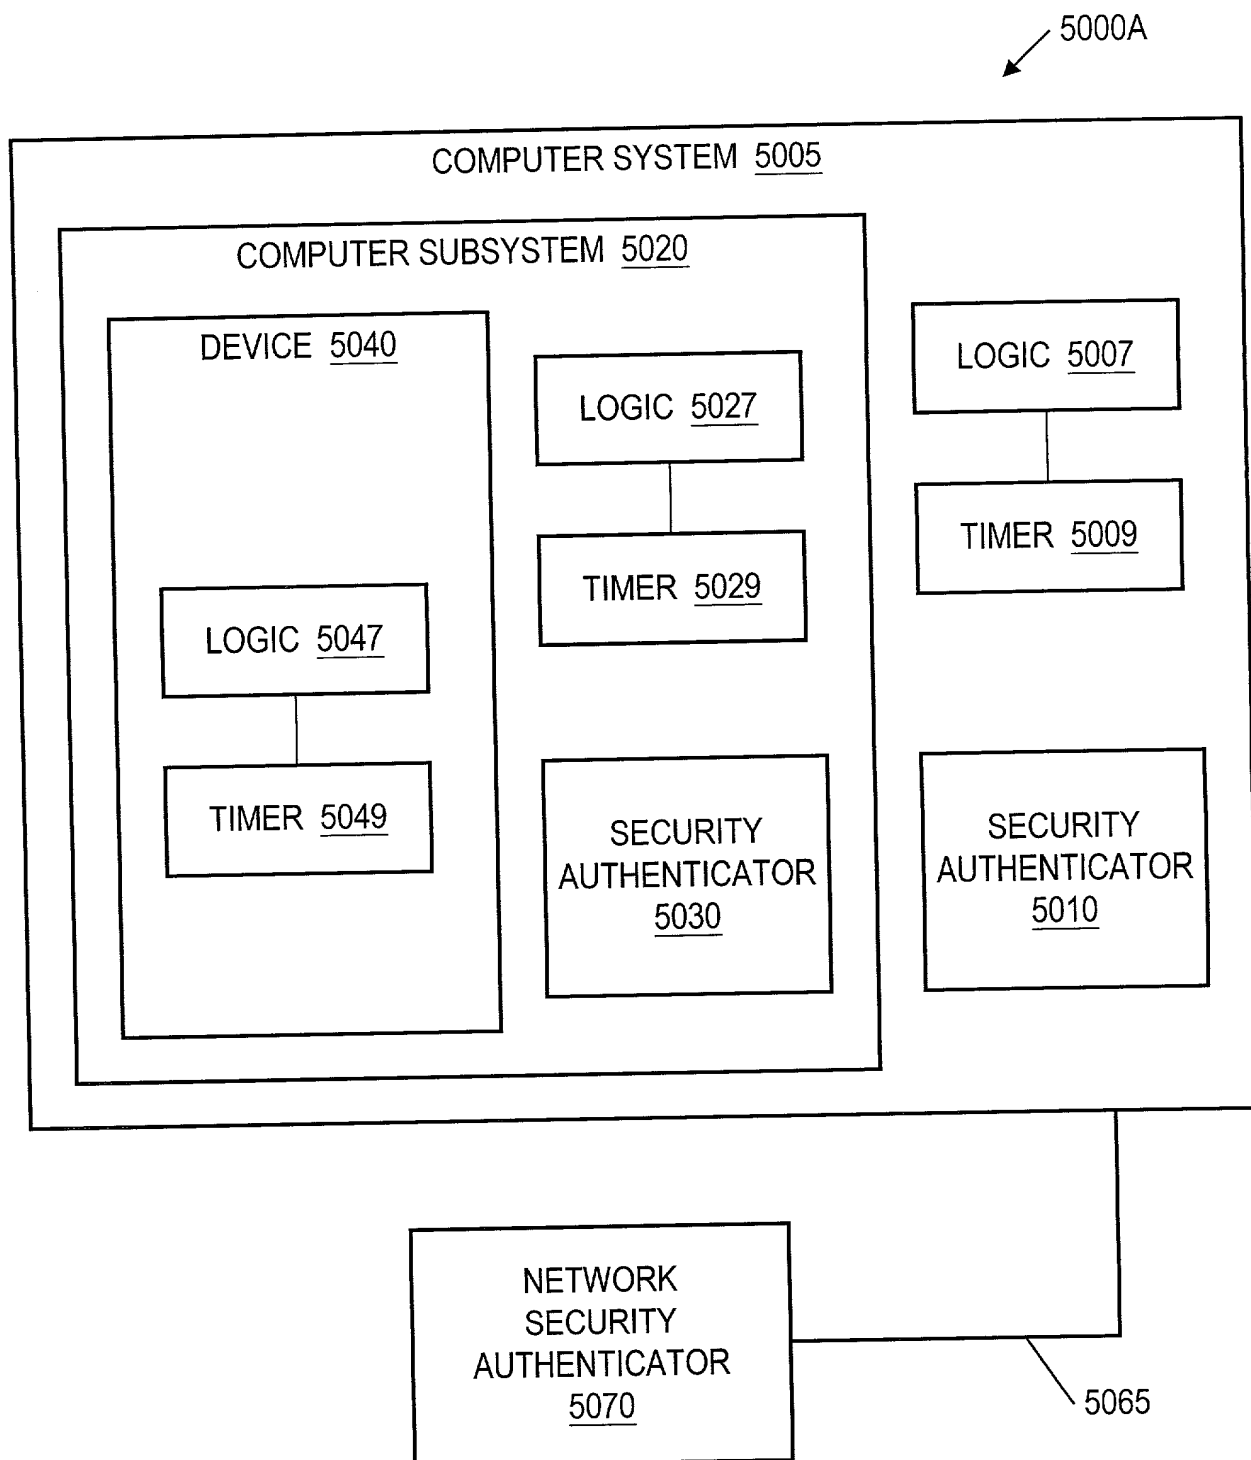 5000A
COMPUTER SYSTEM 5005
COMPUTER SUBSYSTEM 5020
DEVICE 5040
LOGIC 5007
LOGIC 5027
TIMER 5009
TIMER 5029
LOGIC 5047
TIMER 5049
SECURITY
AUTHENTICATOR
5030
SECURITY
AUTHENTICATOR
5010
NETWORK
SECURITY
AUTHENTICATOR
5070
5065